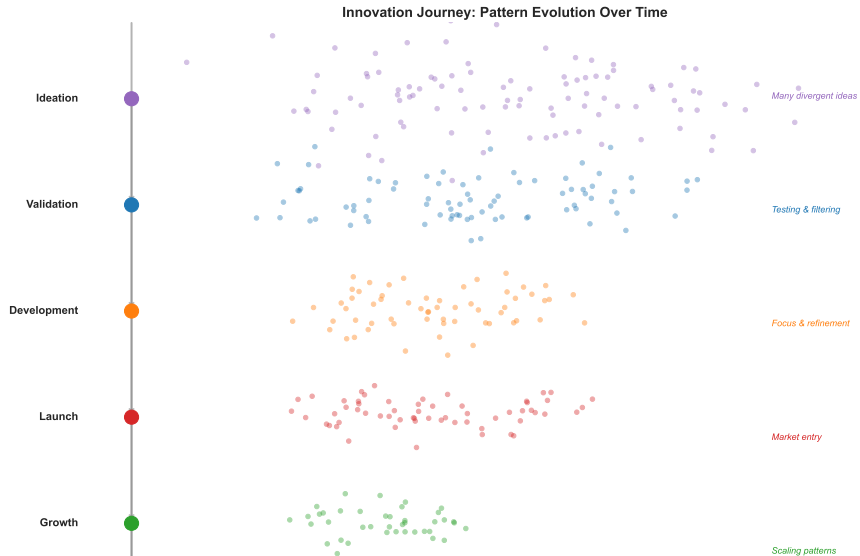 Innovation Journey: Pattern Evolution Over Time
Ideation
Many divergent ideas
Validation
Testing & filtering
Development
Focus & refinement
Launch
Market entry
Growth
Scaling patterns